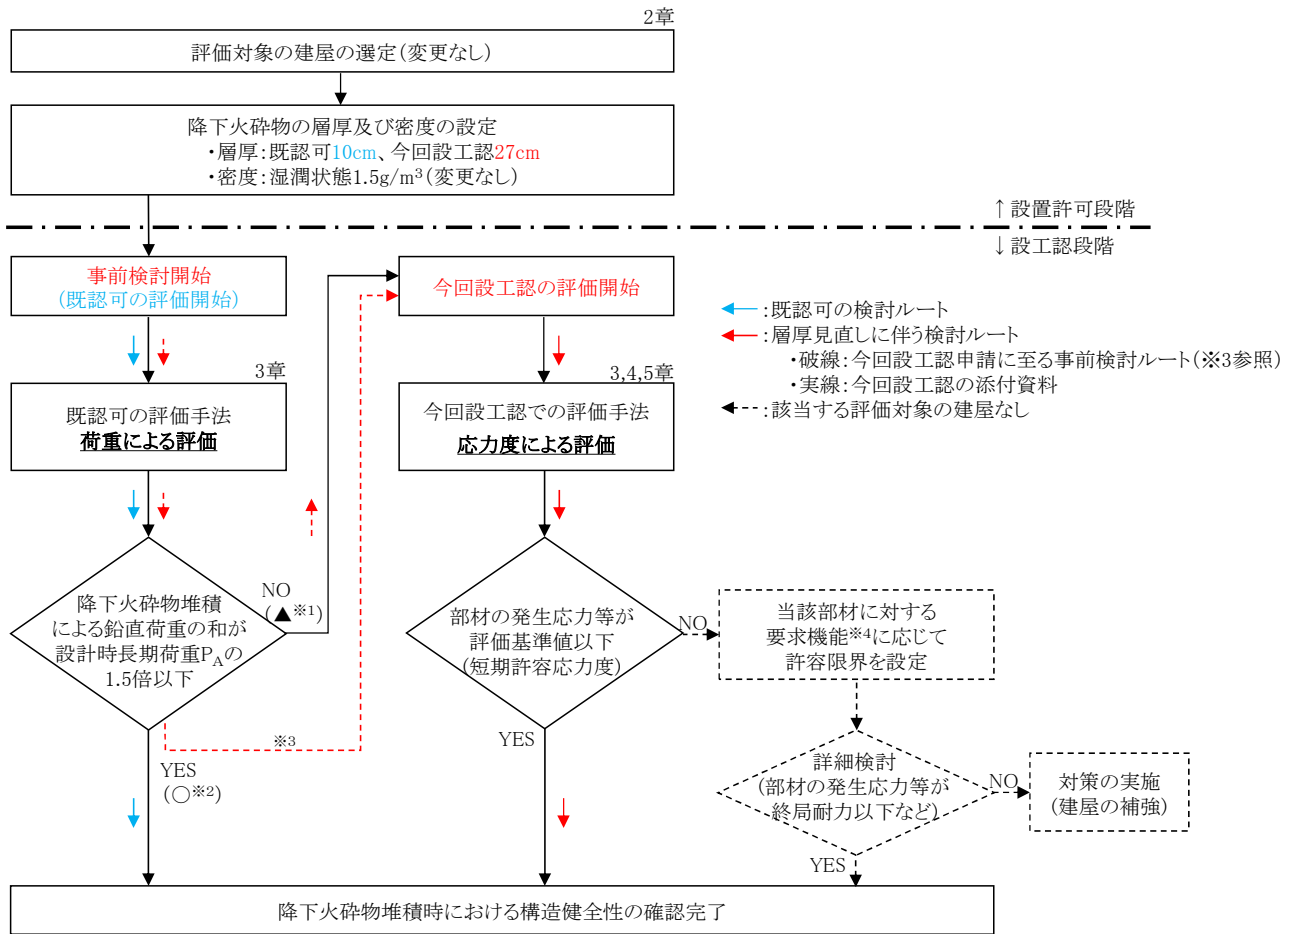 2章
評価対象の建屋の選定(変更なし)
降下火砕物の層厚及び密度の設定
・層厚:既認可10cm、今回設工認27cm
・密度:湿潤状態1.5g/m³(変更なし)
↑設置許可段階
↓設工認段階
事前検討開始
(既認可の評価開始)
今回設工認の評価開始
:既認可の検討ルート
:層厚見直しに伴う検討ルート
・破線:今回設工認申請に至る事前検討ルート(※3参照)
・実線:今回設工認の添付資料
:該当する評価対象の建屋なし
3章
既認可の評価手法
荷重による評価
3,4,5章
今回設工認での評価手法
応力度による評価
降下火砕物堆積
による鉛直荷重の和が
設計時長期荷重PAの
1.5倍以下
NO
(▲※1)
部材の発生応力等が
評価基準値以下
(短期許容応力度)
NO
当該部材に対する
要求機能※4に応じて
許容限界を設定
※3
YES
(○※2)
YES
詳細検討
(部材の発生応力等が
終局耐力以下など)
NO
対策の実施
(建屋の補強)
YES
降下火砕物堆積時における構造健全性の確認完了